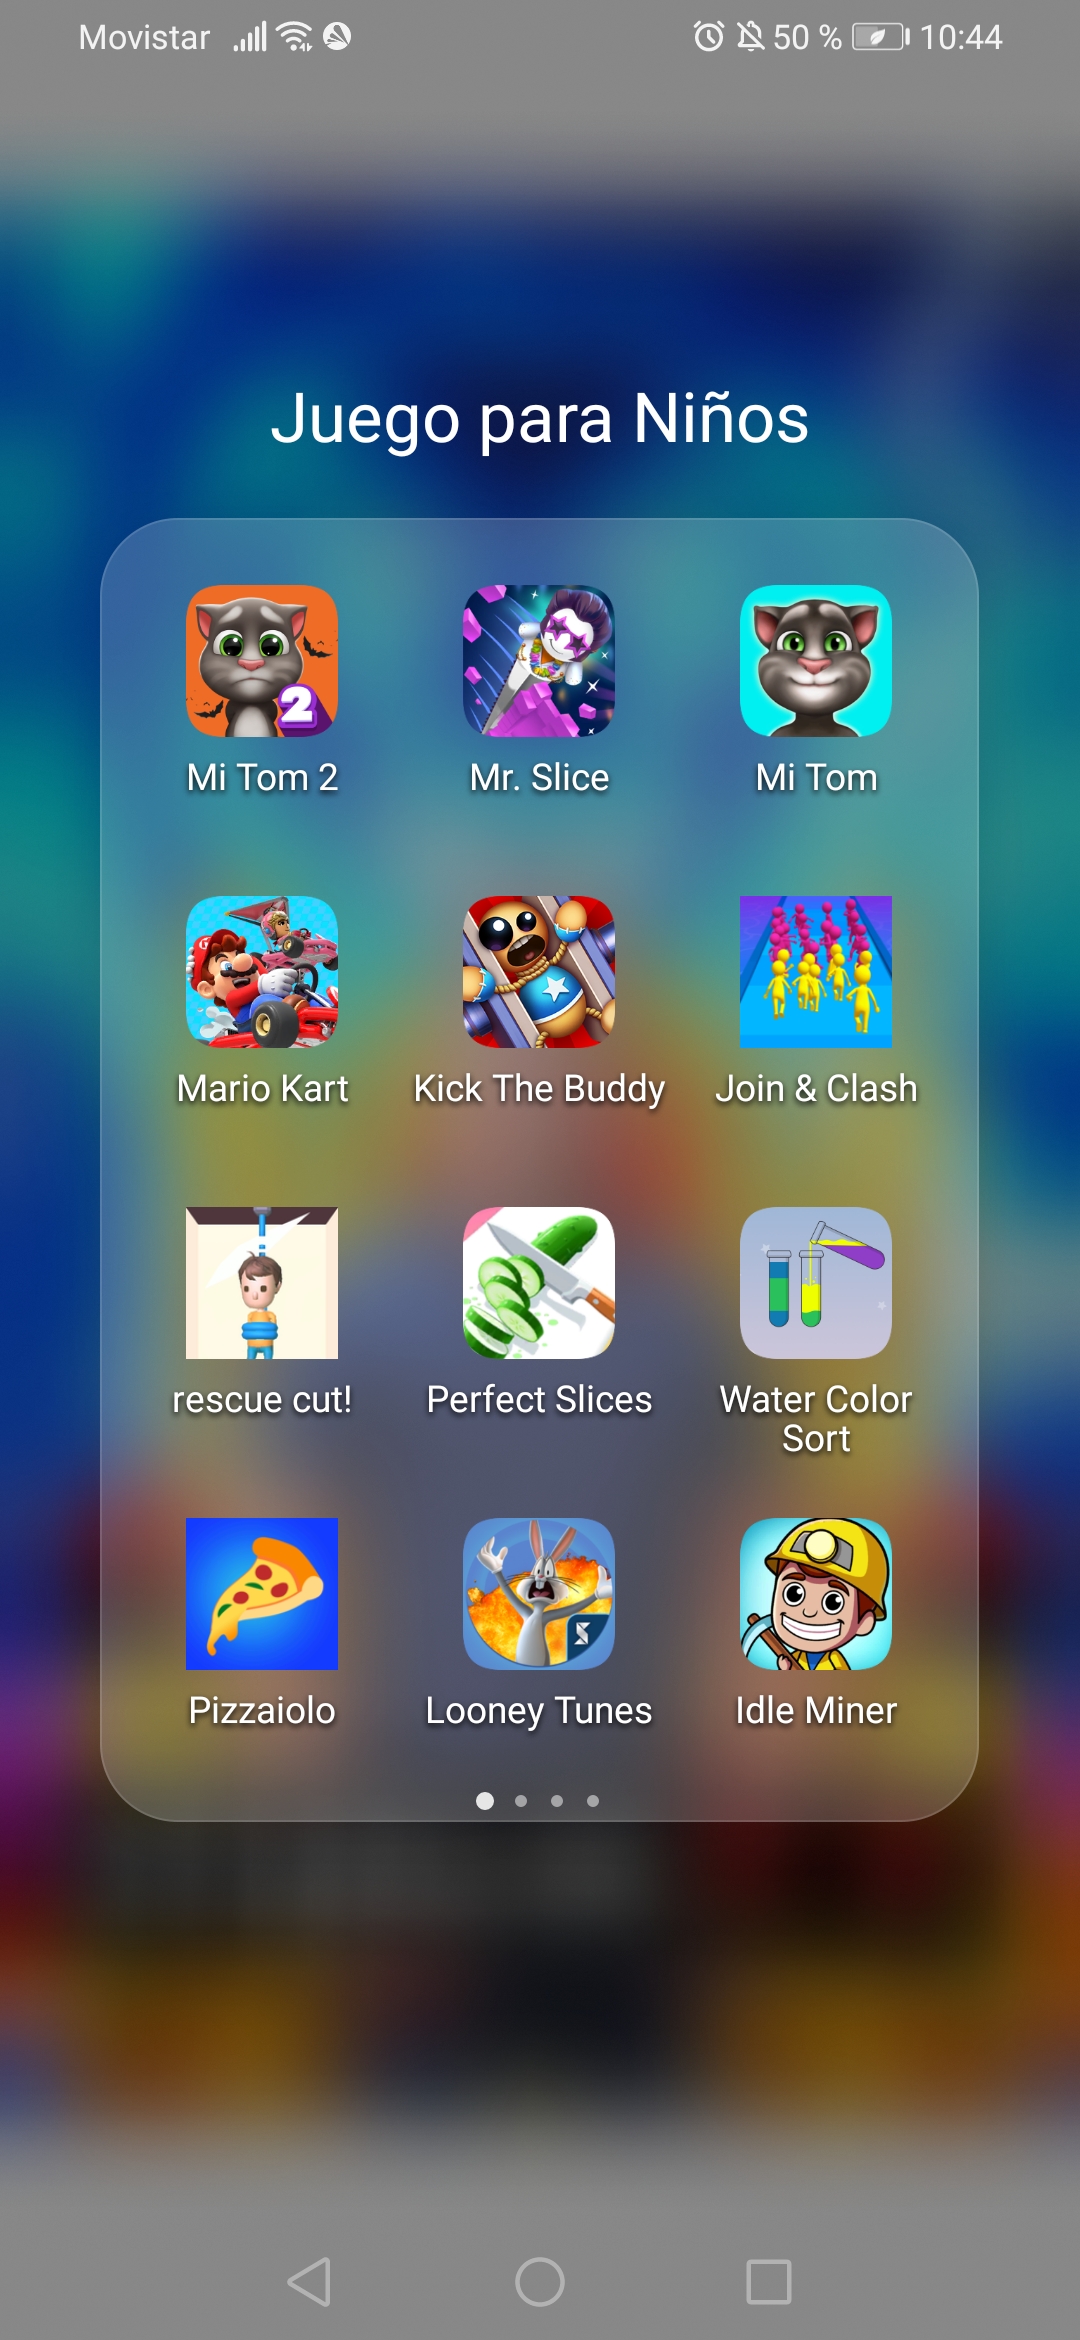 Movistar 50 % 10:44
Juego para Niños
2
Mi Tom 2 Mr. Slice Mi Tom
Mario Kart Kick The Buddy Join & Clash
rescue cut! Perfect Slices Water Color
Sort
Pizzaiolo Looney Tunes Idle Miner